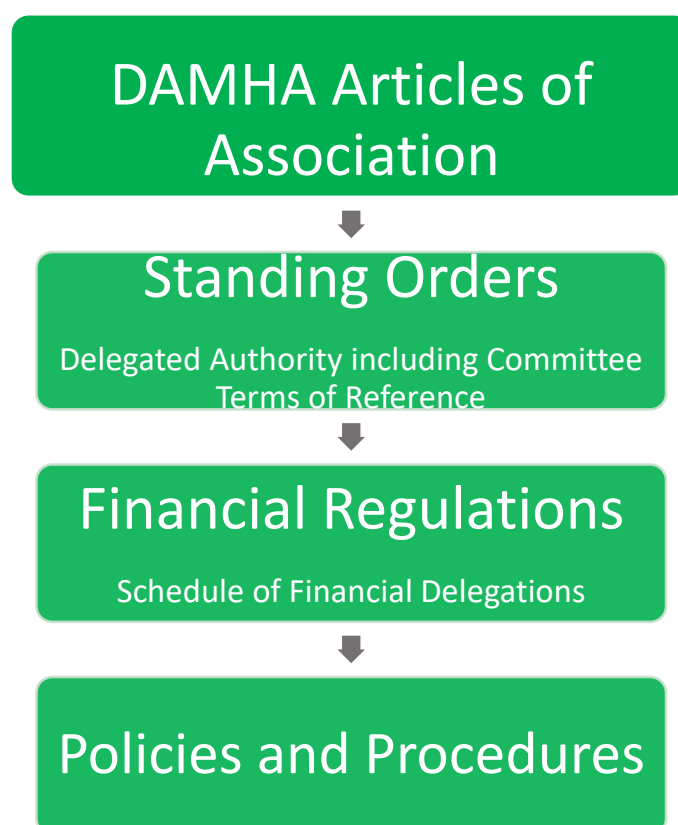 DAMHA Articles of
Association
Standing Orders
Delegated Authority including Committee
Terms of Reference
Financial Regulations
Schedule of Financial Delegations
Policies and Procedures